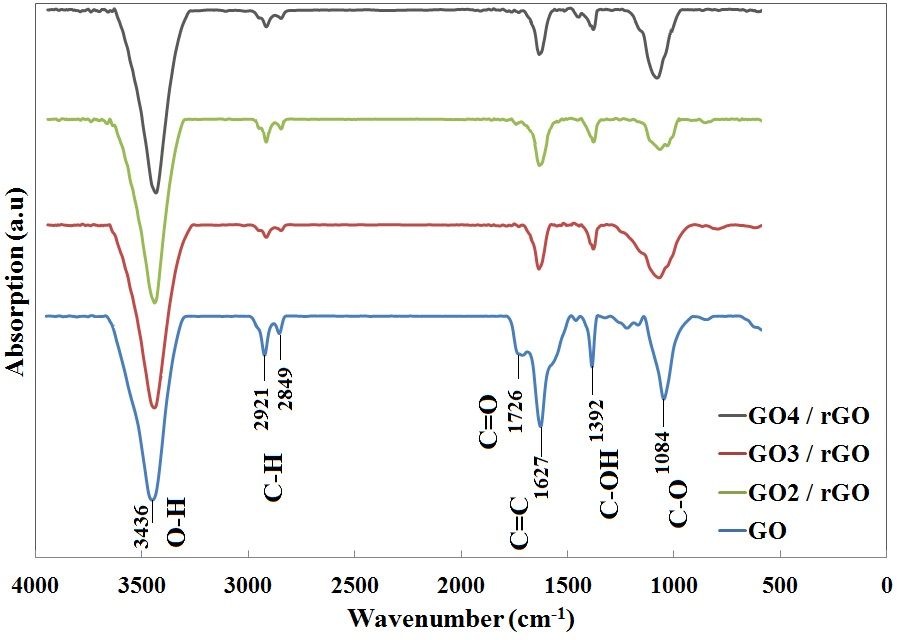 Absorption (a.u)
3436
O-H
2921
2849
C-H
C=O
1726
C=C
1627
1392
C-OH
1084
C-O
GO4 / rGO
GO3 / rGO
GO2 / rGO
GO
4000 3500 3000 2500 2000 1500 1000 500 0
Wavenumber (cm⁻¹)